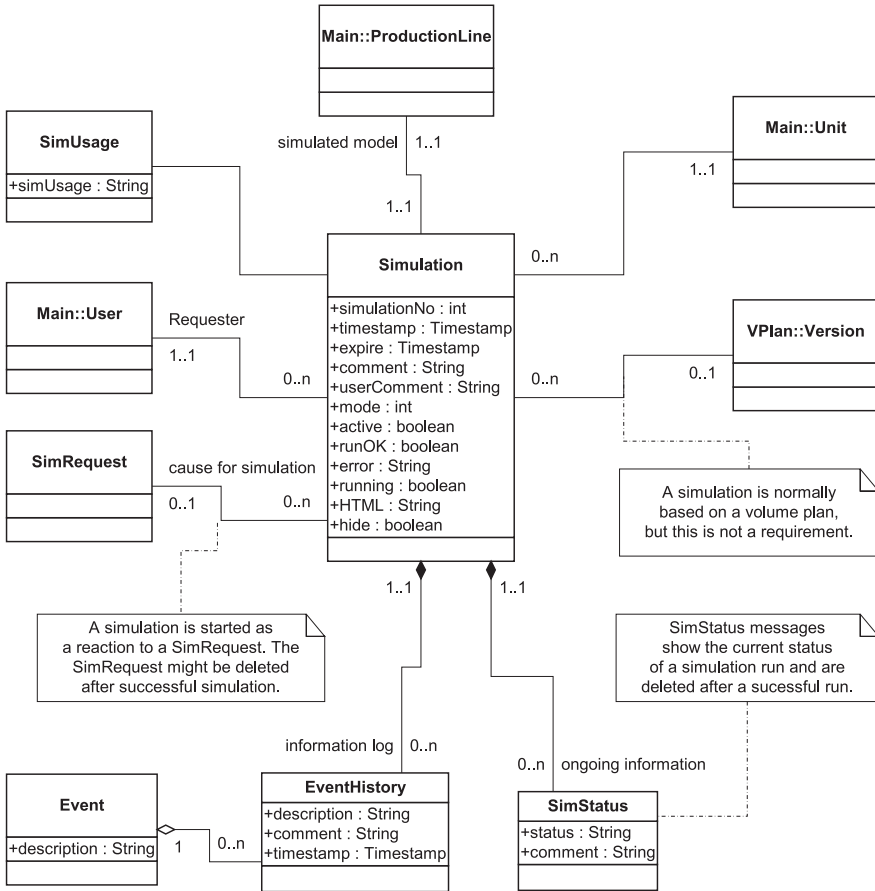 Main::ProductionLine
simulated model
1..1
1..1
SimUsage
+simUsage : String
Main::Unit
1..1
0..n
Simulation
+simulationNo : int
+timestamp : Timestamp
+expire : Timestamp
+comment : String
+userComment : String
+mode : int
+active : boolean
+runOK : boolean
+error : String
+running : boolean
+HTML : String
+hide : boolean
Main::User
Requester
1..1
0..n
VPlan::Version
0..1
0..n
SimRequest
cause for simulation
0..1
0..n
A simulation is normally
based on a volume plan,
but this is not a requirement.
1..1
1..1
A simulation is started as
a reaction to a SimRequest. The
SimRequest might be deleted
after successful simulation.
SimStatus messages
show the current status
of a simulation run and are
deleted after a sucessful run.
information log
0..n
0..n
ongoing information
Event
+description : String
1
0..n
EventHistory
+description : String
+comment : String
+timestamp : Timestamp
SimStatus
+status : String
+comment : String